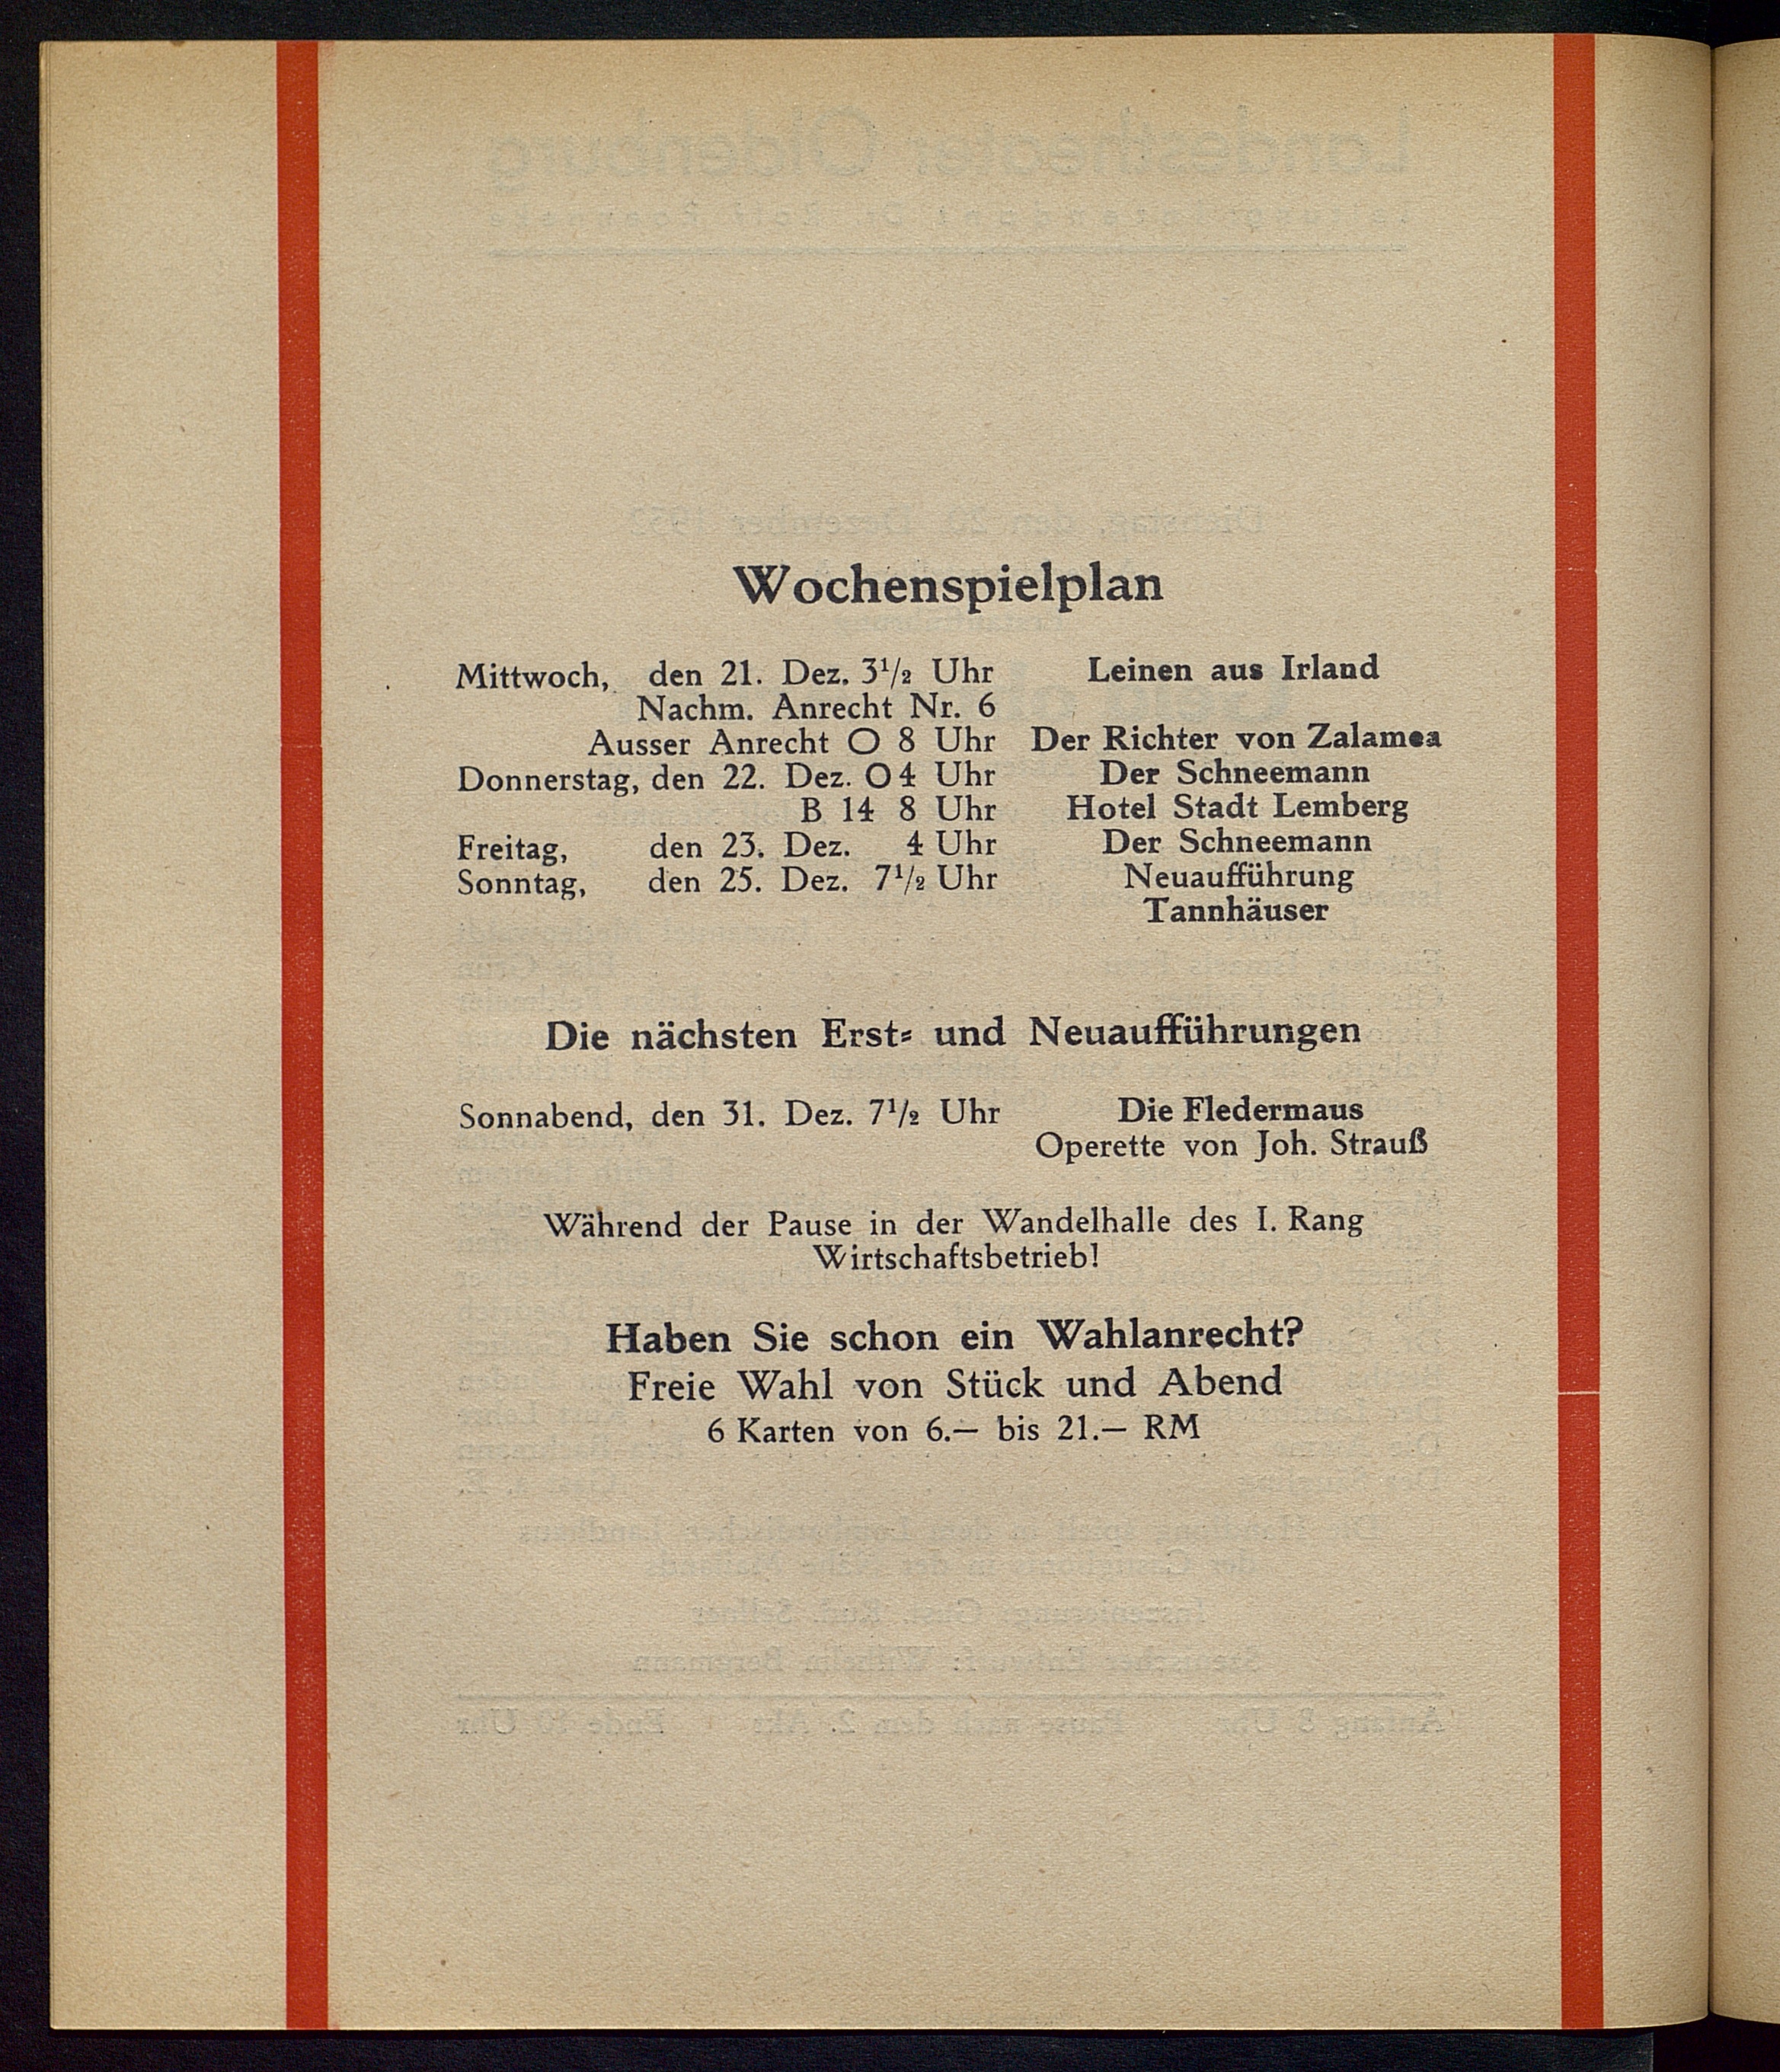 Wochenspielplan
Mittwoch, den 21. Dez. 3½ Uhr Leinen aus Irland
Nachm. Anrecht Nr. 6
Ausser Anrecht O 8 Uhr Der Richter von Zalamea
Donnerstag, den 22. Dez. O 4 Uhr Der Schneemann
B 14 8 Uhr Hotel Stadt Lemberg
Freitag, den 23. Dez. 4 Uhr Der Schneemann
Sonntag, den 25. Dez. 7½ Uhr Neuaufführung
Tannhäuser
Die nächsten Erst- und Neuaufführungen
Sonnabend, den 31. Dez. 7½ Uhr Die Fledermaus
Operette von Joh. Strauß
Während der Pause in der Wandelhalle des I. Rang
Wirtschaftsbetrieb!
Haben Sie schon ein Wahlanrecht?
Freie Wahl von Stück und Abend
6 Karten von 6.— bis 21.— RM